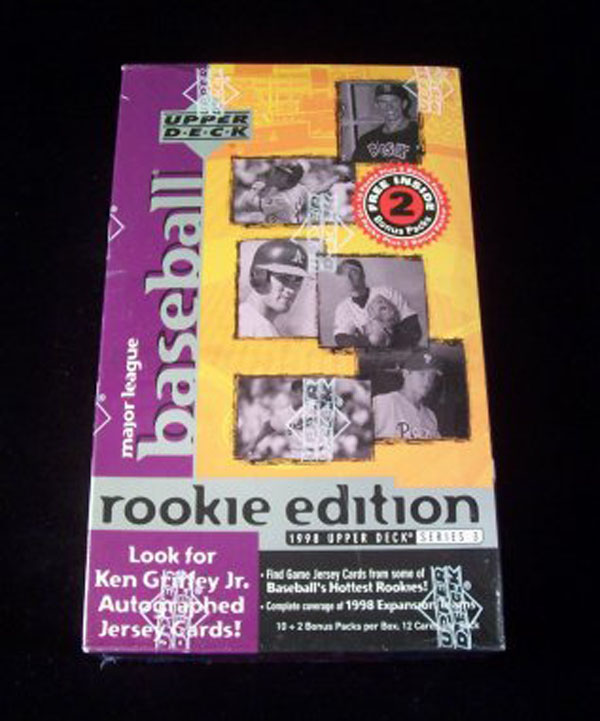 UPPER
D·E·C·K
major league
baseball
FREE INSIDE
2
Bonus Packs
rookie edition
1998 UPPER DECK SERIES 3
Look for
Ken Griffey Jr.
Autographed
Jersey Cards!
· Find Game Jersey Cards from some of
Baseball's Hottest Rookies!
· Complete coverage of 1998 Expansion Teams
10 + 2 Bonus Packs per Box, 12 Cards